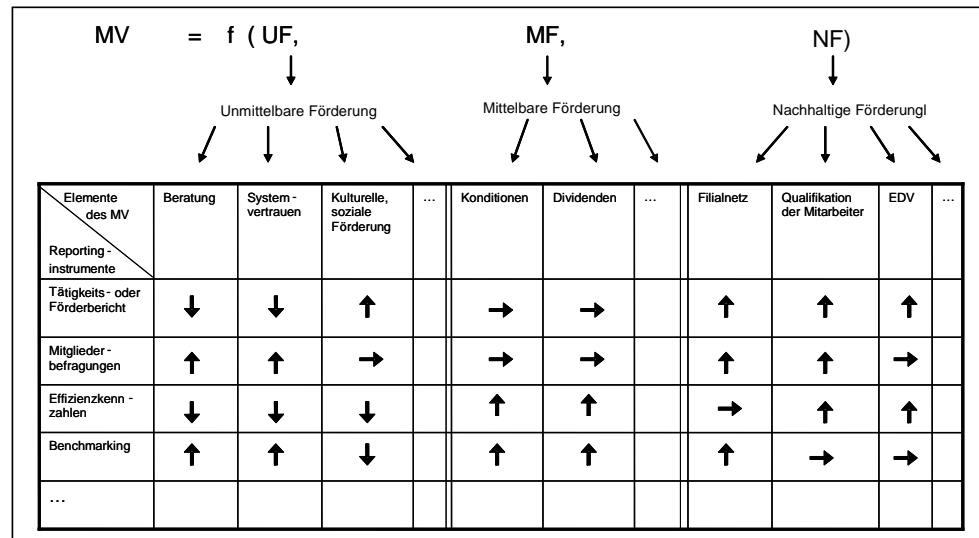 MV = f ( UF, MF, NF)
Unmittelbare Förderung Mittelbare Förderung Nachhaltige Förderungl
Elemente
des MV
Reporting -
instrumente
Beratung
System -
vertrauen
Kulturelle,
soziale
Förderung
...
Konditionen
Dividenden
...
Filialnetz
Qualifikation
der Mitarbeiter
EDV
...
Tätigkeits- oder
Förderbericht
↓ ↓ ↑ → → ↑ ↑ ↑
Mitglieder -
befragungen
↑ ↑ → → → ↑ ↑ →
Effizienzkenn -
zahlen
↓ ↓ ↓ ↑ ↑ → ↑ ↑
Benchmarking
↑ ↑ ↓ ↑ ↑ ↑ → →
...